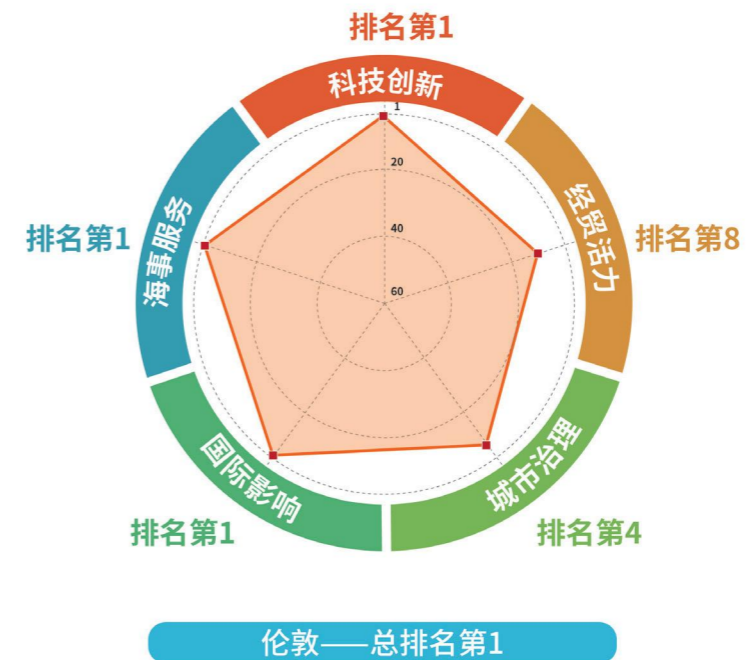 排名第1
科技创新
1
20
40
60
经贸活力
排名第8
海事服务
排名第1
国际影响
排名第1
城市治理
排名第4
伦敦——总排名第1